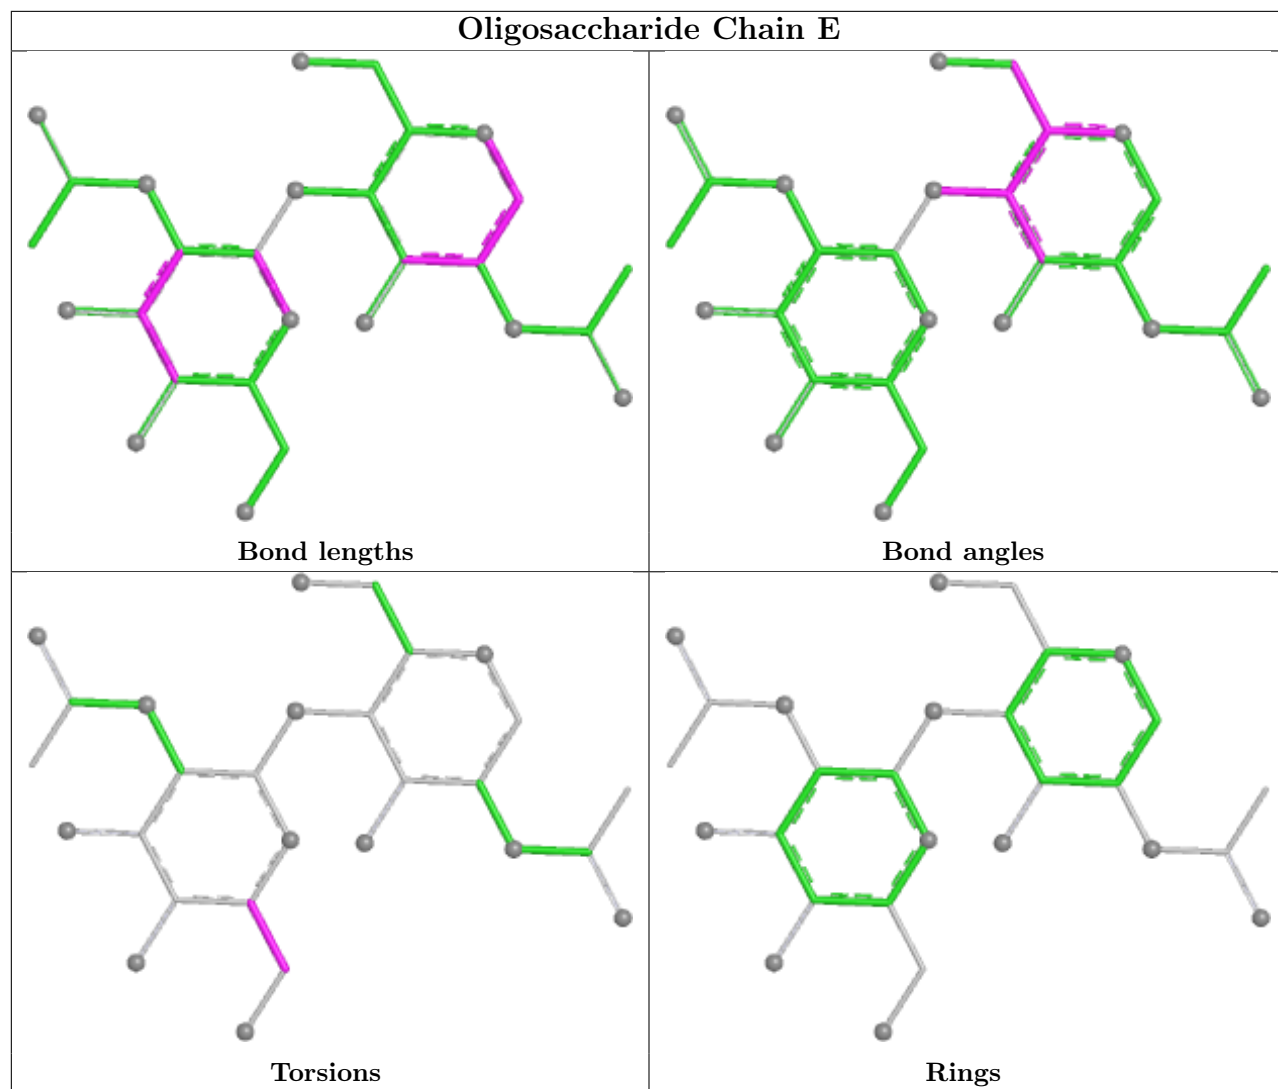 Oligosaccharide Chain E
Bond lengths
Bond angles
Torsions
Rings